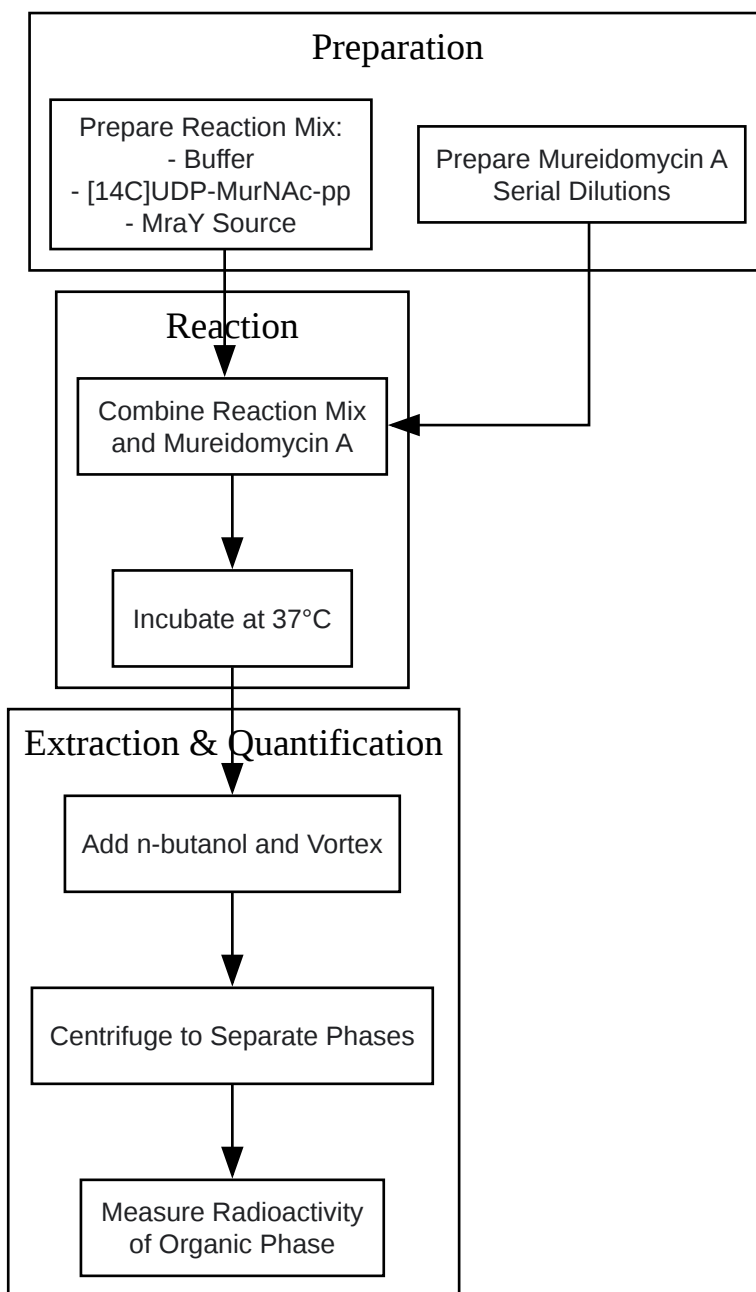 Preparation
Prepare Reaction Mix:
- Buffer
- [14C]UDP-MurNAc-pp
- MraY Source
Prepare Mureidomycin A
Serial Dilutions
Reaction
Combine Reaction Mix
and Mureidomycin A
Incubate at 37°C
Extraction & Quantification
Add n-butanol and Vortex
Centrifuge to Separate Phases
Measure Radioactivity
of Organic Phase